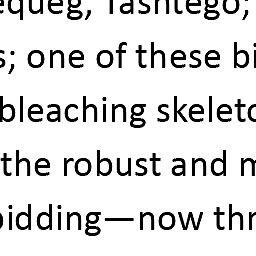 equeg, Tashtego;
s; one of these bi
bleaching skeleto
the robust and m
bidding—now thr